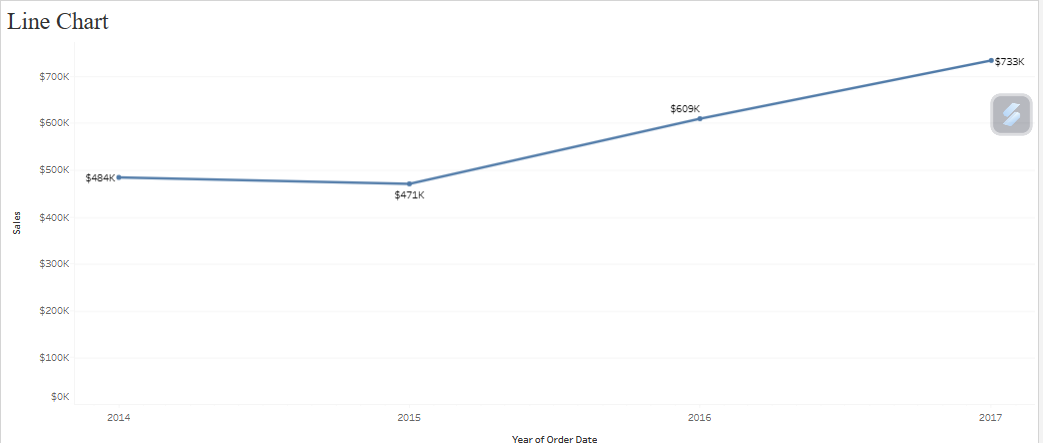 Line Chart
$700K
$600K
$500K
$400K
$300K
$200K
$100K
$0K
Sales
$484K
$471K
$609K
$733K
2014
2015
2016
2017
Year of Order Date